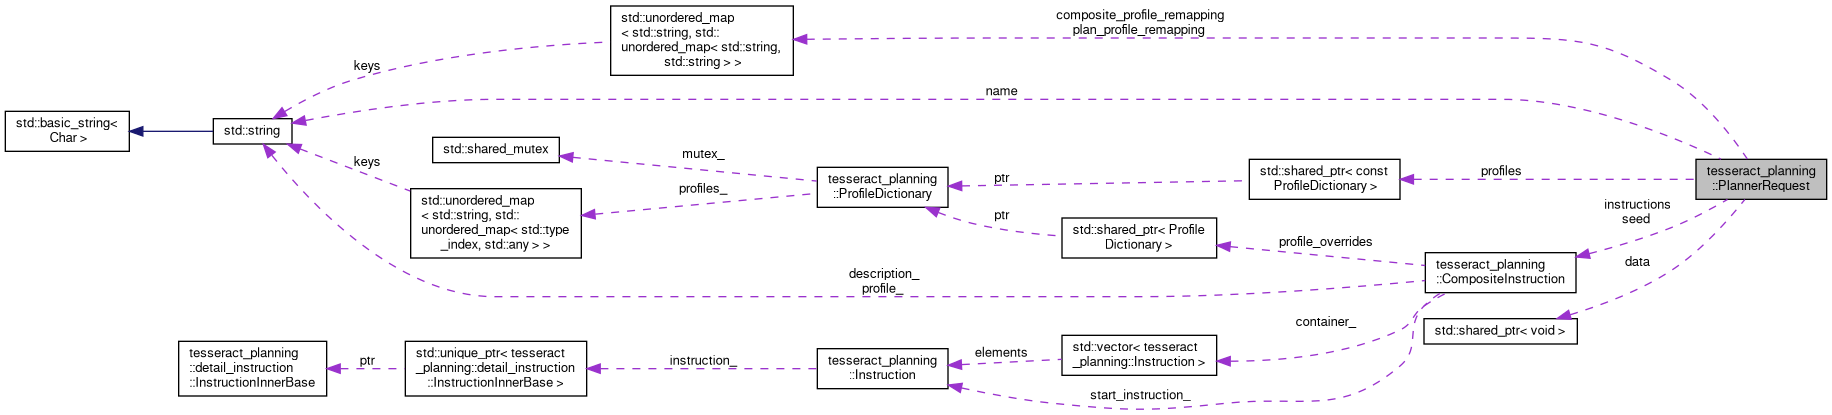 std::unordered_map
< std::string, std::
unordered_map< std::string,
std::string > >
composite_profile_remapping
plan_profile_remapping
keys
name
std::basic_string<
Char >
std::string
std::shared_mutex
mutex_
keys
profiles_
tesseract_planning
::ProfileDictionary
ptr
std::shared_ptr< const
ProfileDictionary >
profiles
tesseract_planning
::PlannerRequest
std::unordered_map
< std::string, std::
unordered_map< std::type
_index, std::any > >
ptr
std::shared_ptr< Profile
Dictionary >
profile_overrides
instructions
seed
data
tesseract_planning
::CompositeInstruction
description_
profile_
container_
std::shared_ptr< void >
tesseract_planning
::detail_instruction
::InstructionInnerBase
ptr
std::unique_ptr< tesseract
_planning::detail_instruction
::InstructionInnerBase >
instruction_
tesseract_planning
::Instruction
elements
std::vector< tesseract
_planning::Instruction >
start_instruction_